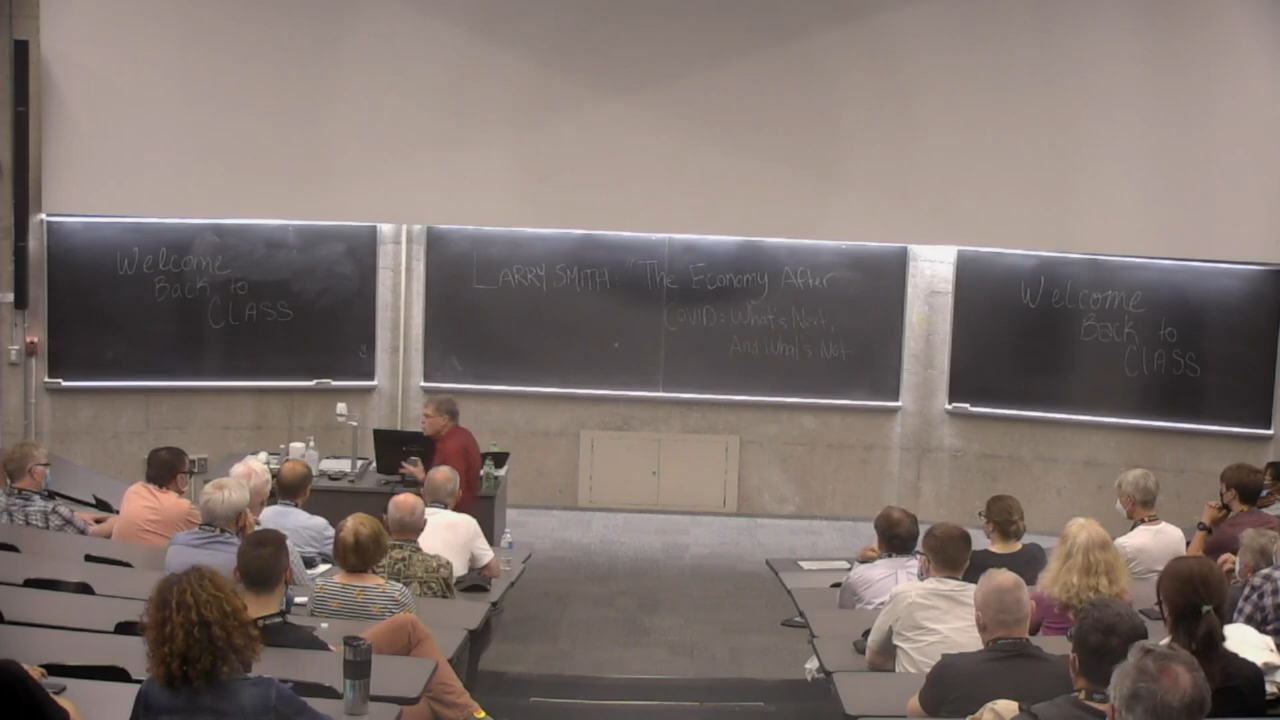 Welcome
Back to
CLASS
LARRY SMITH: "The Economy After
COVID: What's Next,
And What's Not
Welcome
Back to
CLASS